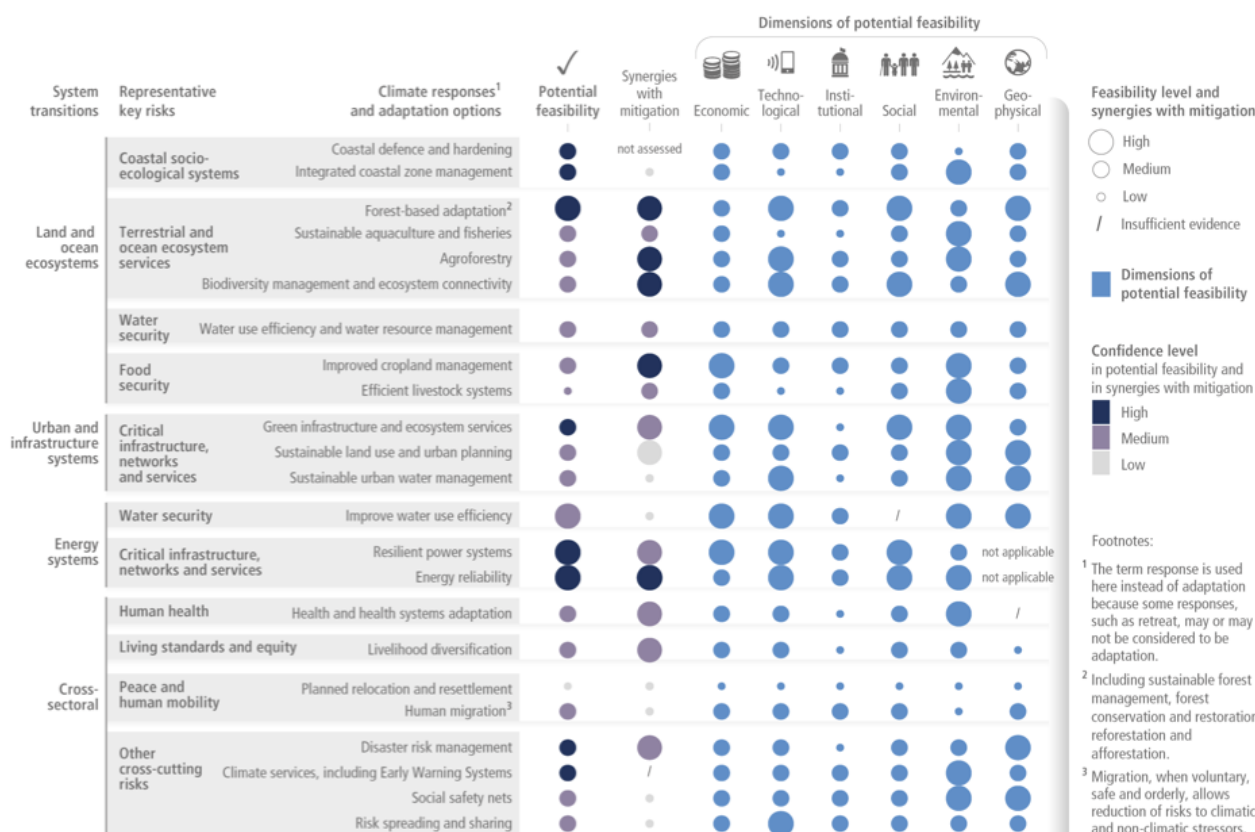 Dimensions of potential feasibility
System
transitions
Representative
key risks
Climate responses¹
and adaptation options
Potential
feasibility
Synergies
with
mitigation
Economic
Techno-
logical
Insti-
tutional
Social
Environ-
mental
Geo-
physical
Land and
ocean
ecosystems
Coastal socio-
ecological systems
Coastal defence and hardening
not assessed
Integrated coastal zone management
Terrestrial and
ocean ecosystem
services
Forest-based adaptation²
Sustainable aquaculture and fisheries
Agroforestry
Biodiversity management and ecosystem connectivity
Water
security
Water use efficiency and water resource management
Food
security
Improved cropland management
Efficient livestock systems
Urban and
infrastructure
systems
Critical
infrastructure,
networks
and services
Green infrastructure and ecosystem services
Sustainable land use and urban planning
Sustainable urban water management
Energy
systems
Water security
Improve water use efficiency
/
Critical infrastructure,
networks and services
Resilient power systems
not applicable
Energy reliability
not applicable
Cross-
sectoral
Human health
Health and health systems adaptation
/
Living standards and equity
Livelihood diversification
Peace and
human mobility
Planned relocation and resettlement
Human migration³
Other
cross-cutting
risks
Disaster risk management
Climate services, including Early Warning Systems
/
Social safety nets
Risk spreading and sharing
Feasibility level and
synergies with mitigation
High
Medium
Low
/ Insufficient evidence
Dimensions of
potential feasibility
Confidence level
in potential feasibility and
in synergies with mitigation
High
Medium
Low
Footnotes:
¹ The term response is used
here instead of adaptation
because some responses,
such as retreat, may or may
not be considered to be
adaptation.
² Including sustainable forest
management, forest
conservation and restoration
reforestation and
afforestation.
³ Migration, when voluntary,
safe and orderly, allows
reduction of risks to climatic
and non-climatic stressors